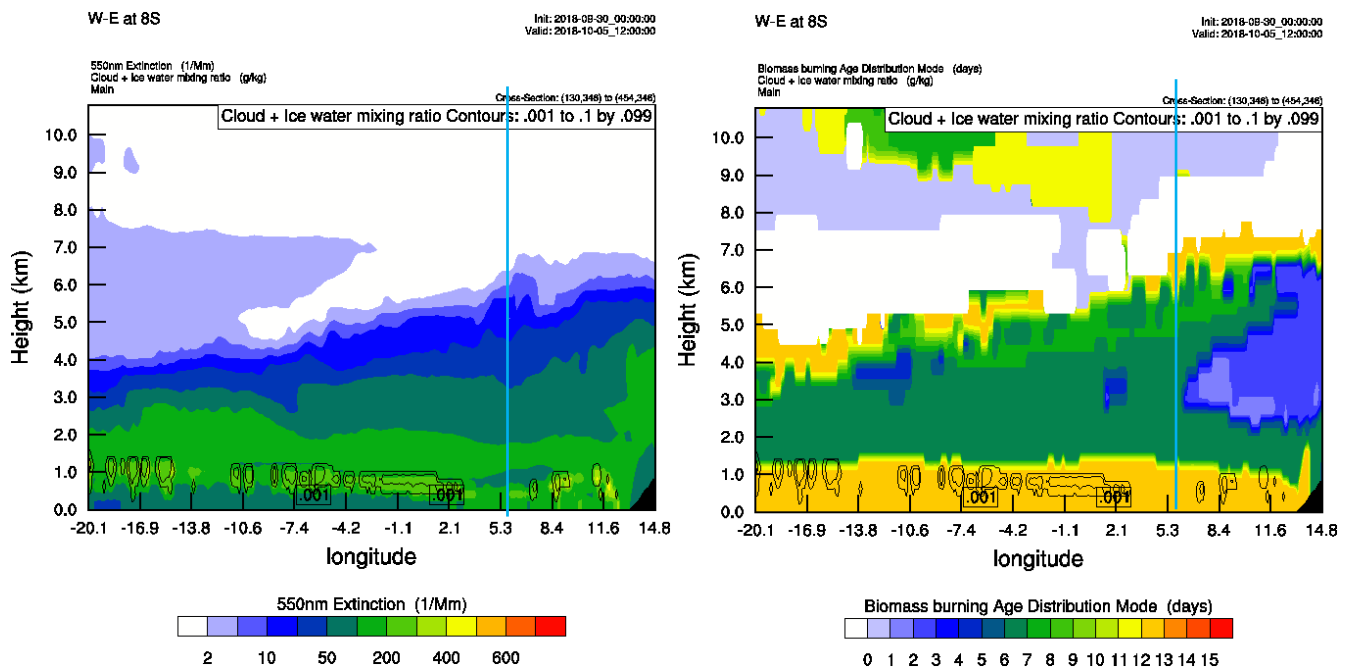 W-E at 8S
Init: 2018-09-30_00:00:00
Valid: 2018-10-05_12:00:00
550nm Extinction (1/Mm)
Cloud + Ice water mixing ratio (g/kg)
Main
Cross-Section: (130,346) to (454,346)
Cloud + Ice water mixing ratio Contours: .001 to .1 by .099
10.0
9.0
8.0
7.0
6.0
5.0
4.0
3.0
2.0
1.0
0.0
Height (km)
.001 .001
-20.1 -16.9 -13.8 -10.6 -7.4 -4.2 -1.1 2.1 5.3 8.4 11.6 14.8
longitude
550nm Extinction (1/Mm)
2 10 50 200 400 600
W-E at 8S
Init: 2018-09-30_00:00:00
Valid: 2018-10-05_12:00:00
Biomass burning Age Distribution Mode (days)
Cloud + Ice water mixing ratio (g/kg)
Main
Cross-Section: (130,346) to (454,346)
Cloud + Ice water mixing ratio Contours: .001 to .1 by .099
10.0
9.0
8.0
7.0
6.0
5.0
4.0
3.0
2.0
1.0
0.0
Height (km)
.001 .001
-20.1 -16.9 -13.8 -10.6 -7.4 -4.2 -1.1 2.1 5.3 8.4 11.6 14.8
longitude
Biomass burning Age Distribution Mode (days)
0 1 2 3 4 5 6 7 8 9 10 11 12 13 14 15